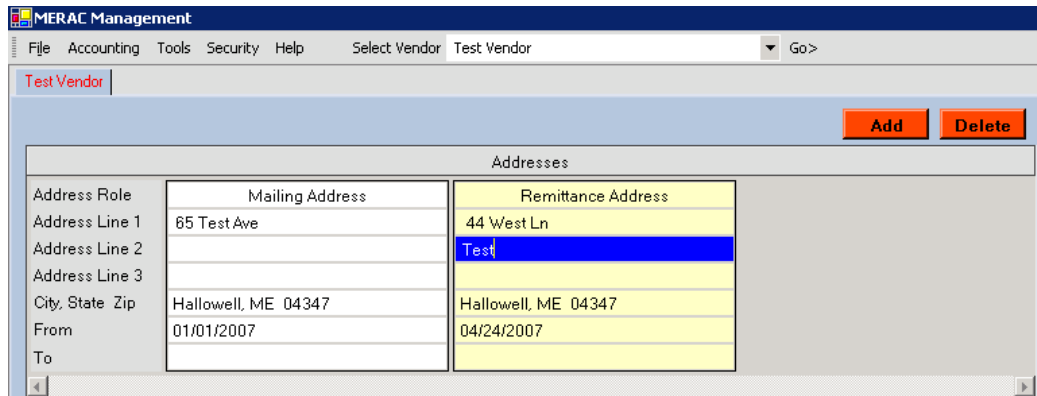 MERAC Management
File Accounting Tools Security Help Select Vendor Test Vendor Go>
Test Vendor
Add Delete
Addresses
Address Role Mailing Address Remittance Address
Address Line 1 65 Test Ave 44 West Ln
Address Line 2 Test
Address Line 3
City, State Zip Hallowell, ME 04347 Hallowell, ME 04347
From 01/01/2007 04/24/2007
To